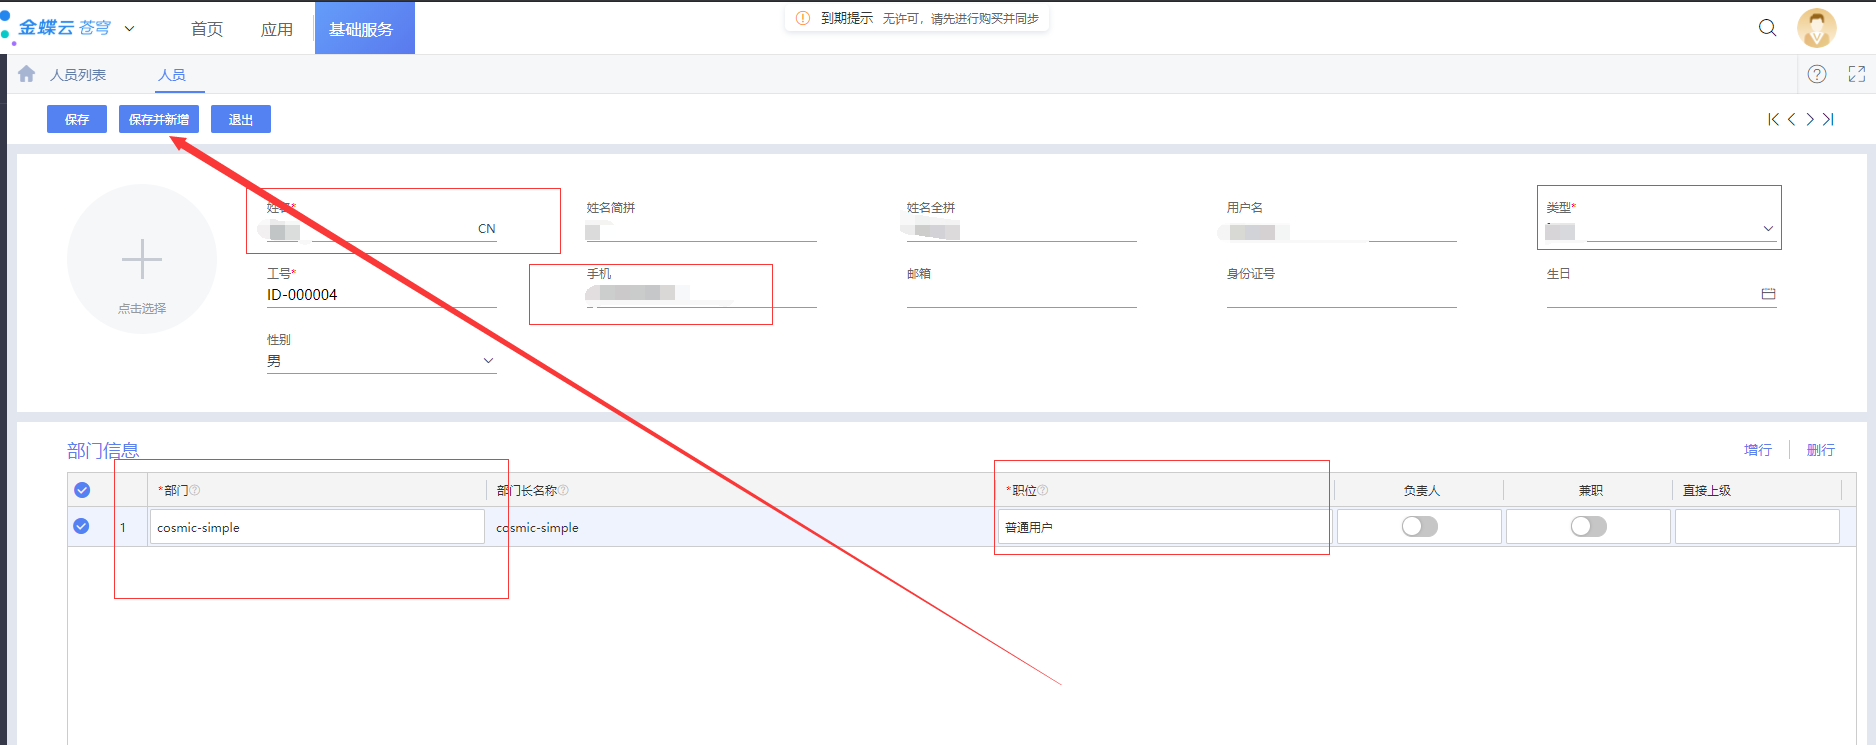 金蝶云 苍穹 首页 应用 基础服务 到期提示 无许可，请先进行购买并同步
人员列表 人员
保存 保存并新增 退出
姓名* 姓名简拼 姓名全拼 用户名 类型*
CN
工号* 手机 邮箱 身份证号 生日
ID-000004
点击选择
性别
男
部门信息 增行 删行
*部门 部门长名称 *职位 负责人 兼职 直接上级
1 cosmic-simple cosmic-simple 普通用户